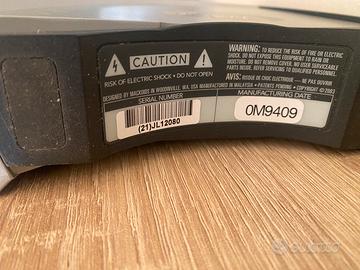 CAUTION
RISK OF ELECTRIC SHOCK • DO NOT OPEN
WARNING: TO REDUCE THE RISK OF FIRE OR ELECTRIC
SHOCK, DO NOT EXPOSE THIS EQUIPMENT TO RAIN OR
MOISTURE. DO NOT REMOVE COVER. NO USER SERVICEABLE
PARTS INSIDE. REFER SERVICING TO QUALIFIED PERSONNEL.
AVIS: RISQUE DE CHOC ELECTRIQUE — NE PAS OUVRIR
DESIGNED BY MACKOIDS IN WOODINVILLE, WA, USA MANUFACTURED IN MALAYSIA • PATENTS PENDING • COPYRIGHT © 2003
SERIAL NUMBER
MANUFACTURING DATE
(21)JL12080
0M9409
subito